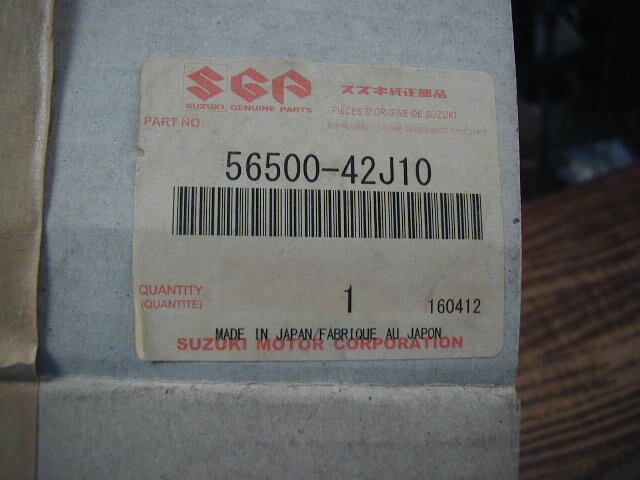 SGP スズキ純正部品
SUZUKI GENUINE PARTS PIÈCES D'ORIGINE DE SUZUKI
PART NO.
56500-42J10
QUANTITY
(QUANTITÉ)
1 160412
MADE IN JAPAN/FABRIQUE AU JAPON
SUZUKI MOTOR CORPORATION